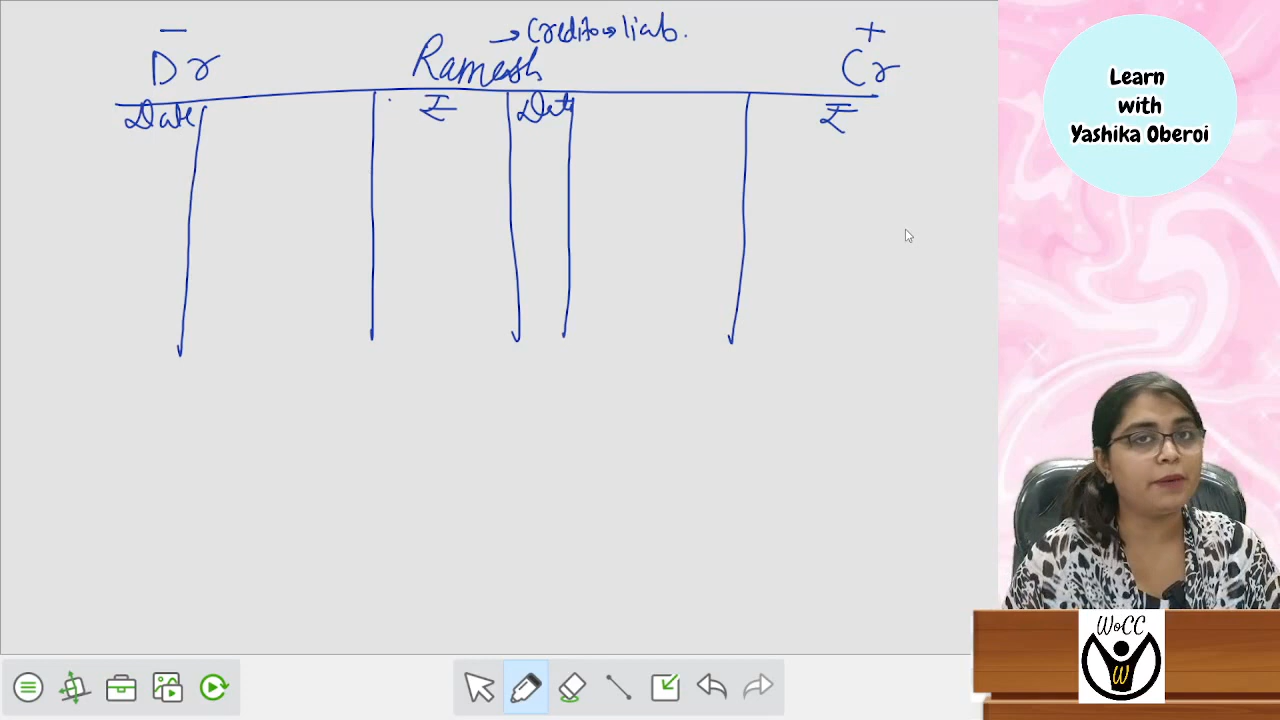 - → Creditor → liab. +
Dr Ramesh Cr
Date ₹ Date ₹
Learn
with
Yashika Oberoi
WoCC
W